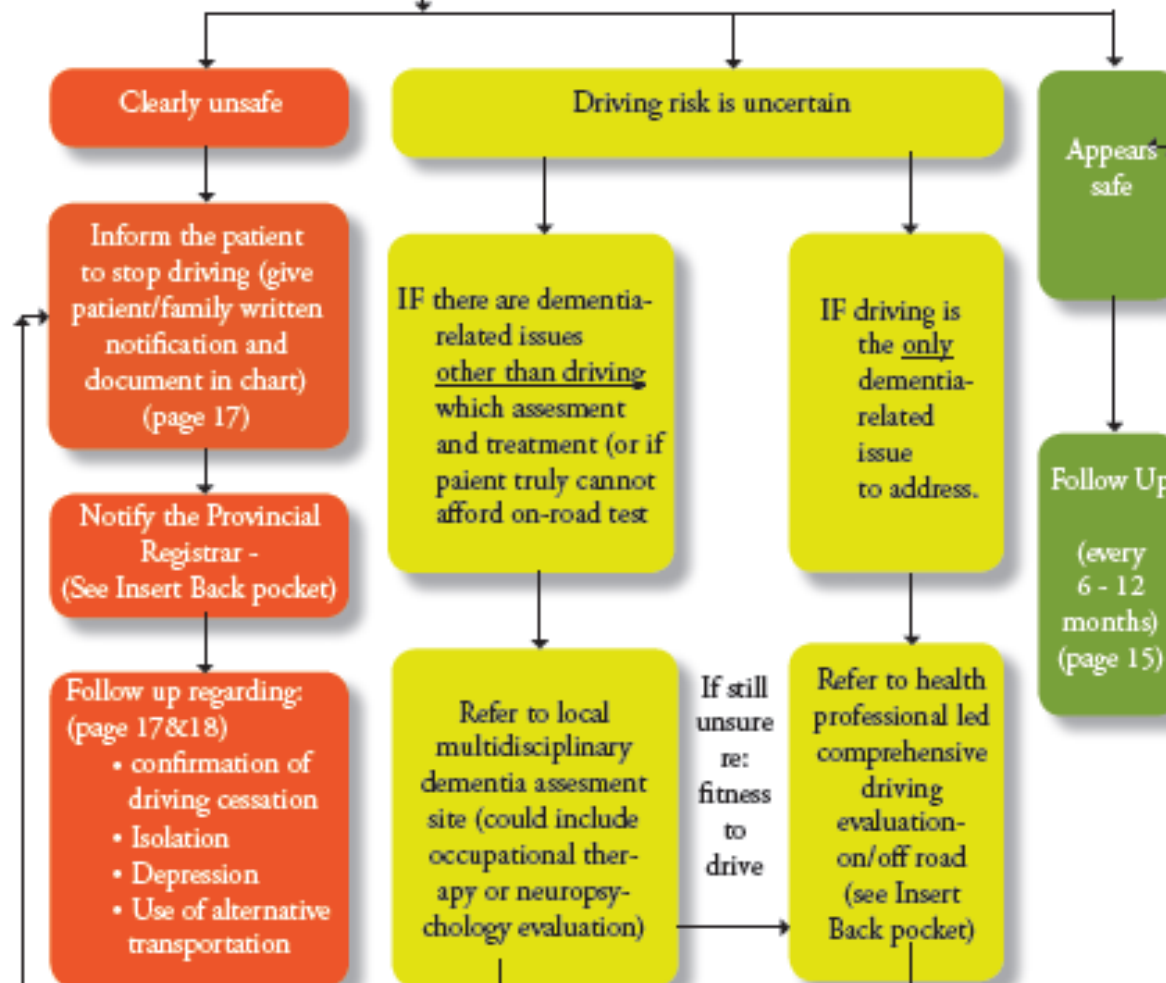 Clearly unsafe
Driving risk is uncertain
Appears
safe
Inform the patient
to stop driving (give
patient/family written
notification and
document in chart)
(page 17)
IF there are dementia-
related issues
other than driving
which assesment
and treatment (or if
paient truly cannot
afford on-road test
IF driving is
the only
dementia-
related
issue
to address.
Follow Up
(every
6 - 12
months)
(page 15)
Notify the Provincial
Registrar -
(See Insert Back pocket)
Follow up regarding:
(page 17&18)
• confirmation of
driving cessation
• Isolation
• Depression
• Use of alternative
transportation
Refer to local
multidisciplinary
dementia assesment
site (could include
occupational ther-
apy or neuropsy-
chology evaluation)
If still
unsure
re:
fitness
to
drive
Refer to health
professional led
comprehensive
driving
evaluation-
on/off road
(see Insert
Back pocket)